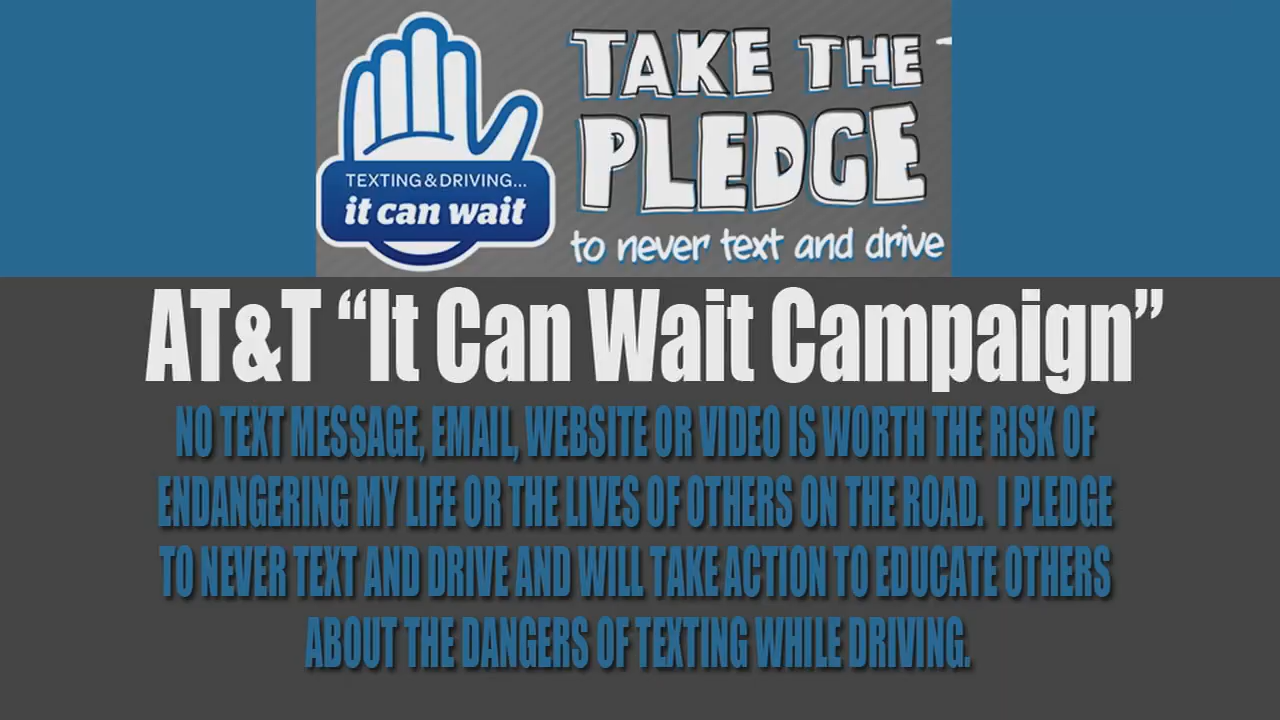 TEXTING & DRIVING...
it can wait
TAKE THE
PLEDGE
to never text and drive
AT&T “It Can Wait Campaign”
NO TEXT MESSAGE, EMAIL, WEBSITE OR VIDEO IS WORTH THE RISK OF
ENDANGERING MY LIFE OR THE LIVES OF OTHERS ON THE ROAD. I PLEDGE
TO NEVER TEXT AND DRIVE AND WILL TAKE ACTION TO EDUCATE OTHERS
ABOUT THE DANGERS OF TEXTING WHILE DRIVING.